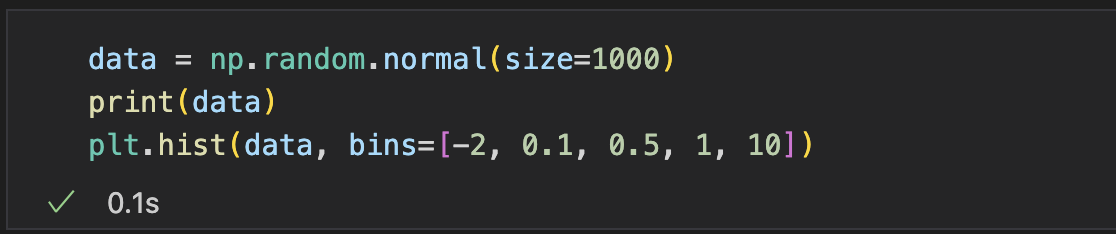 data = np.random.normal(size=1000)
print(data)
plt.hist(data, bins=[-2, 0.1, 0.5, 1, 10])
✓ 0.1s